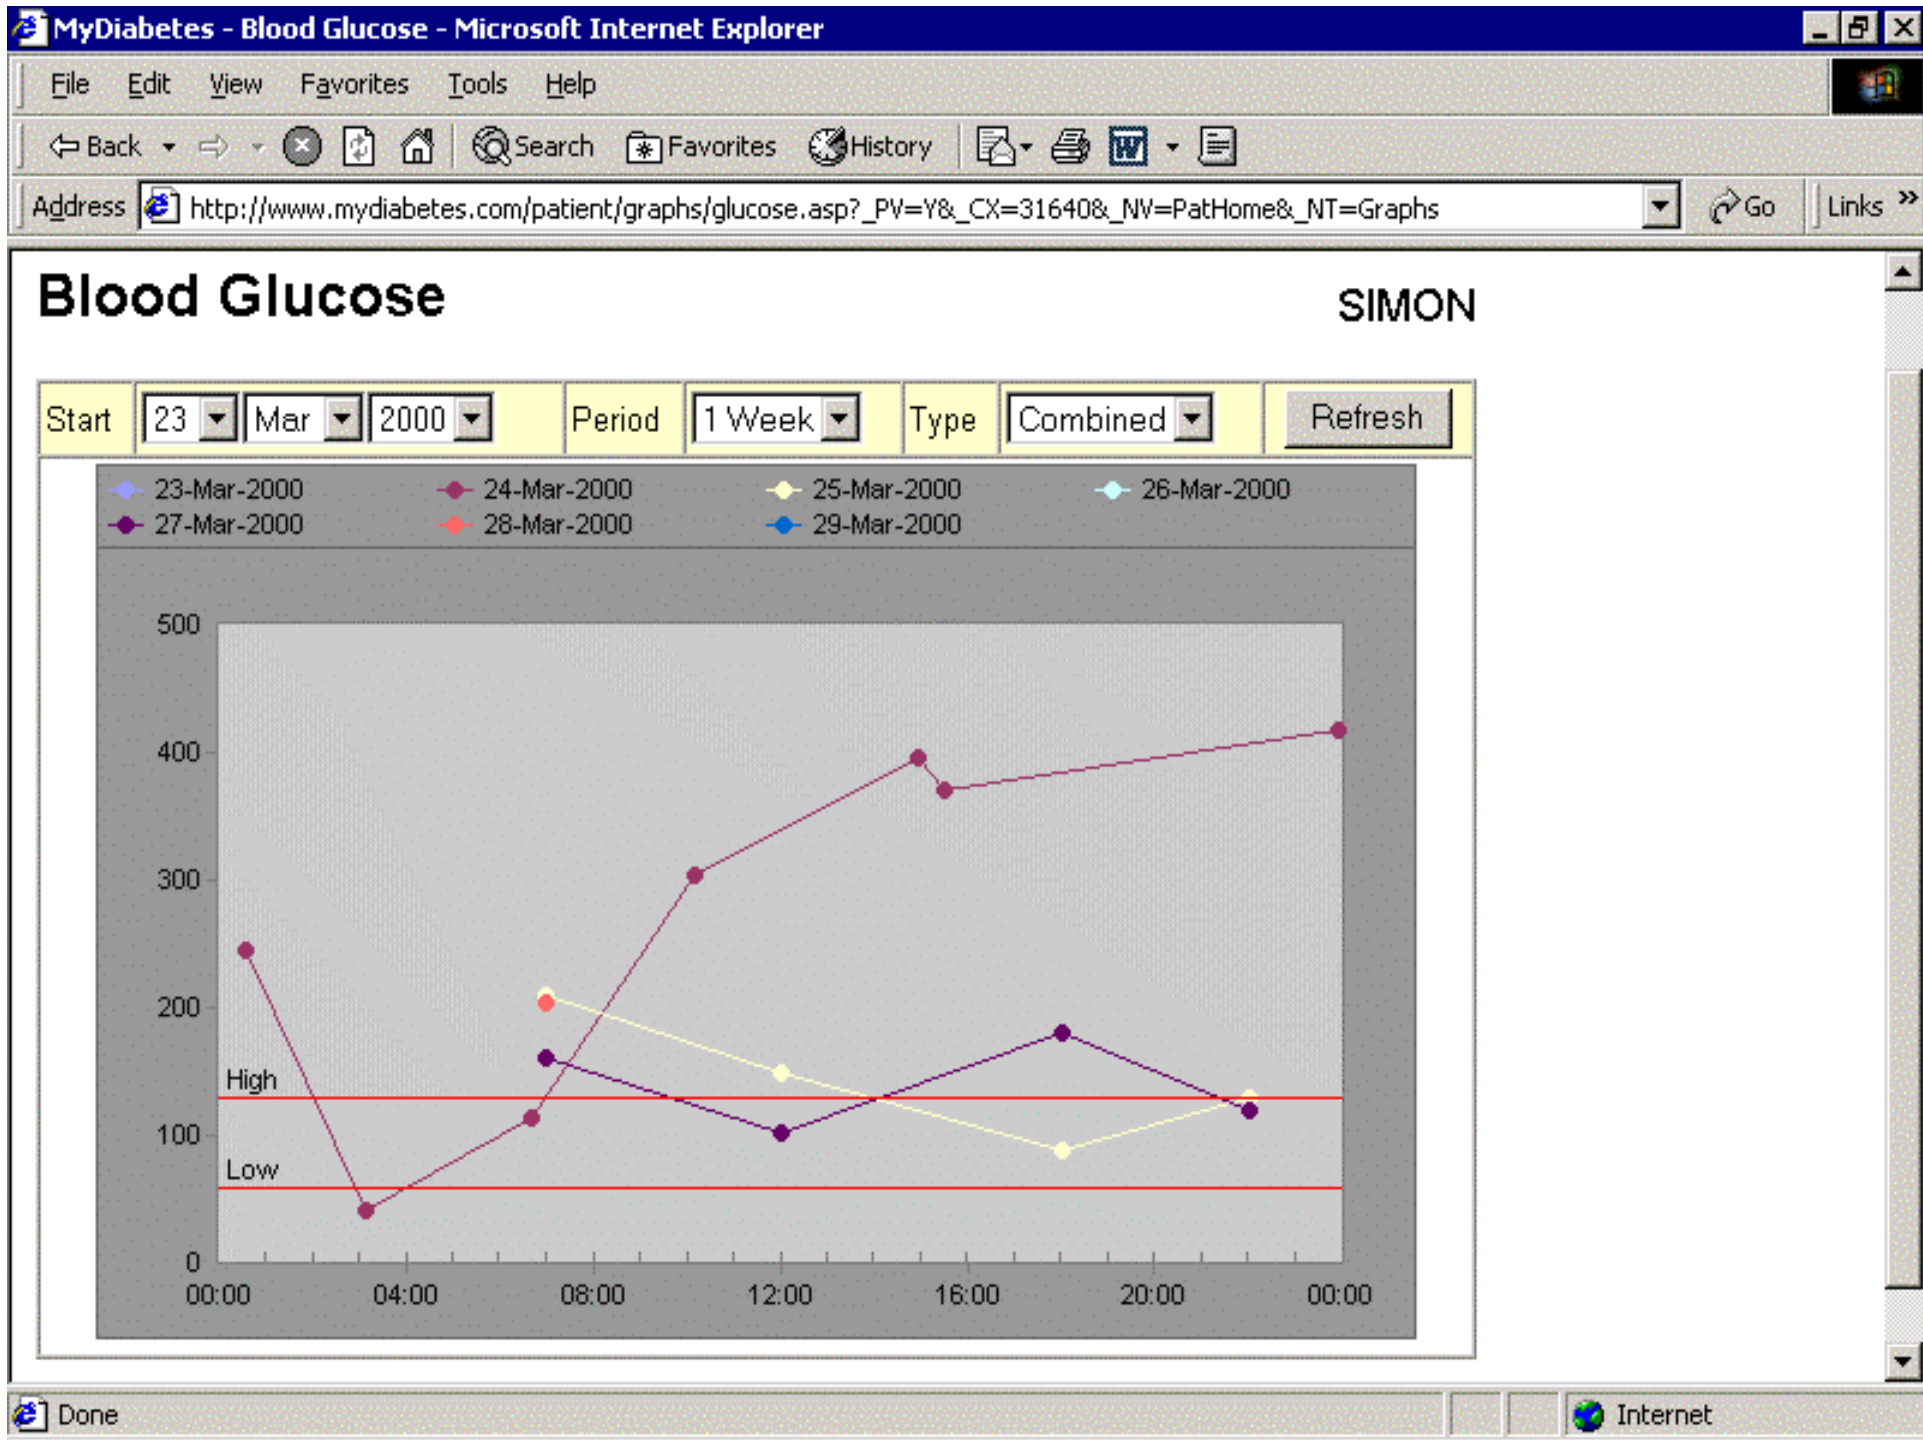 MyDiabetes - Blood Glucose - Microsoft Internet Explorer
File Edit View Favorites Tools Help
Back Search Favorites History W
Address http://www.mydiabetes.com/patient/graphs/glucose.asp?_PV=Y&_CX=31640&_NV=PatHome&_NT=Graphs Go Links »
Blood Glucose SIMON
Start 23 Mar 2000 Period 1 Week Type Combined Refresh
23-Mar-2000 24-Mar-2000 25-Mar-2000 26-Mar-2000
27-Mar-2000 28-Mar-2000 29-Mar-2000
500
400
300
200
High
100
Low
0
00:00 04:00 08:00 12:00 16:00 20:00 00:00
Done Internet